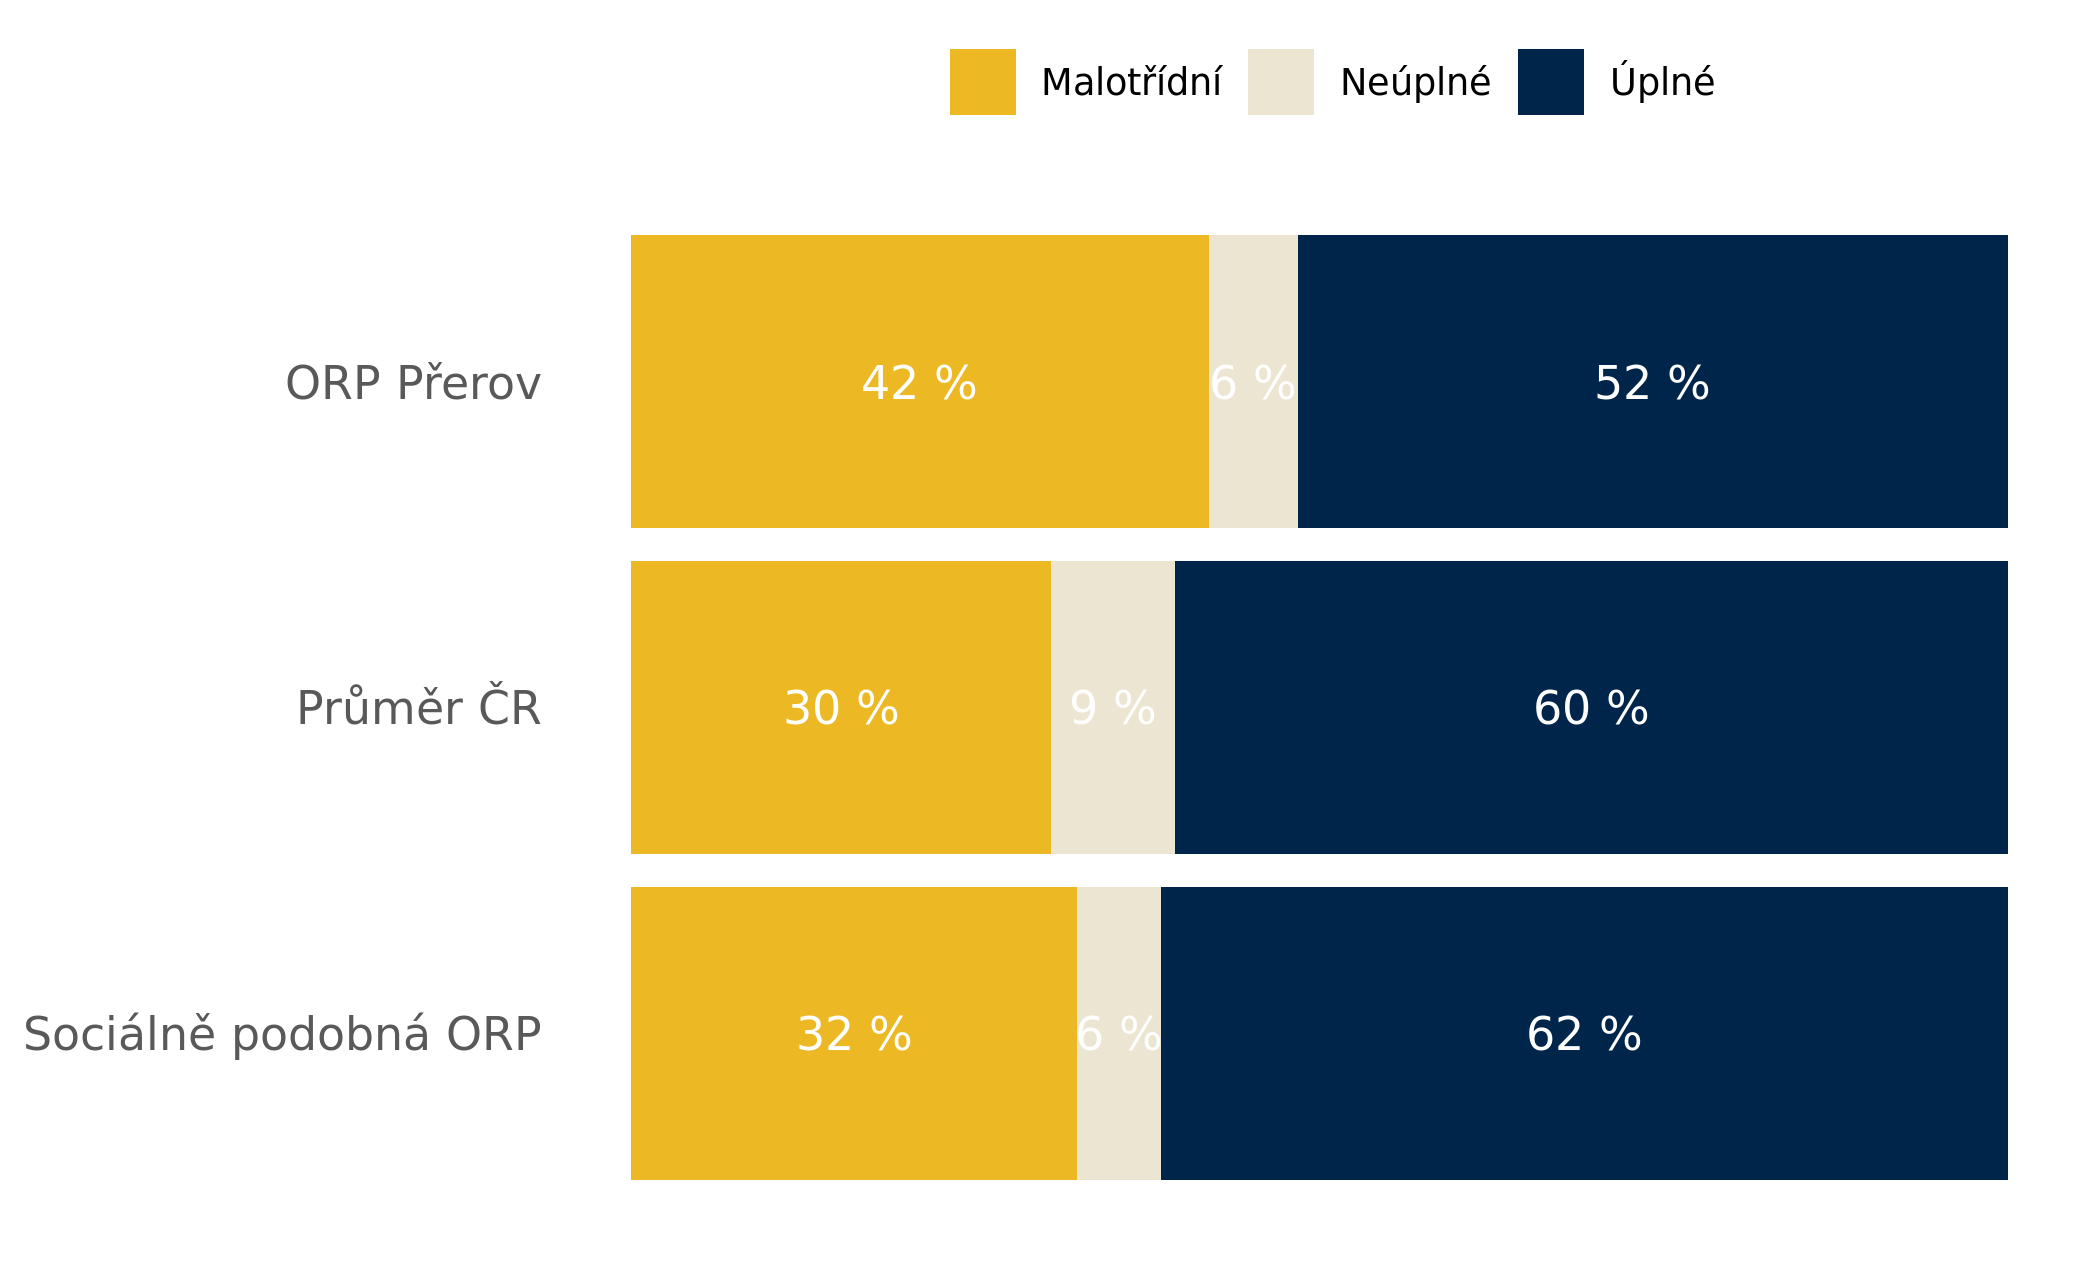 Malotřídní Neúplné Úplné
ORP Přerov 42 % 6 % 52 %
Průměr ČR 30 % 9 % 60 %
Sociálně podobná ORP 32 % 6 % 62 %